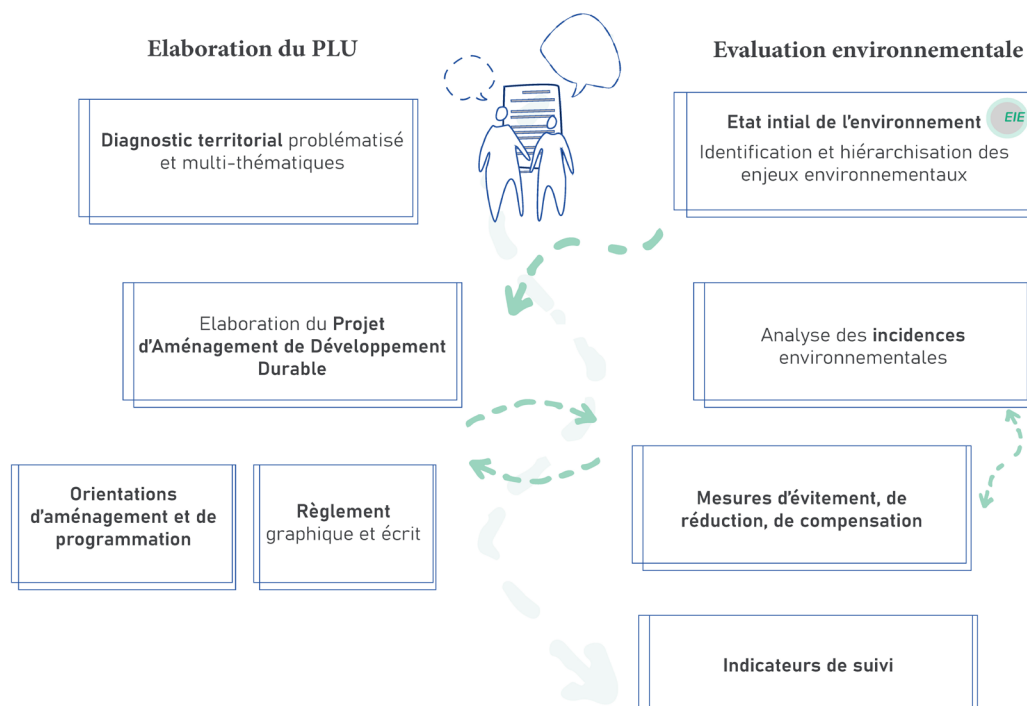 Elaboration du PLU
Diagnostic territorial problématisé
et multi-thématiques
Elaboration du Projet
d'Aménagement de Développement
Durable
Orientations
d'aménagement et de
programmation
Règlement
graphique et écrit
Evaluation environnementale
Etat intial de l'environnement
EIE
Identification et hiérarchisation des
enjeux environnementaux
Analyse des incidences
environnementales
Mesures d'évitement, de
réduction, de compensation
Indicateurs de suivi